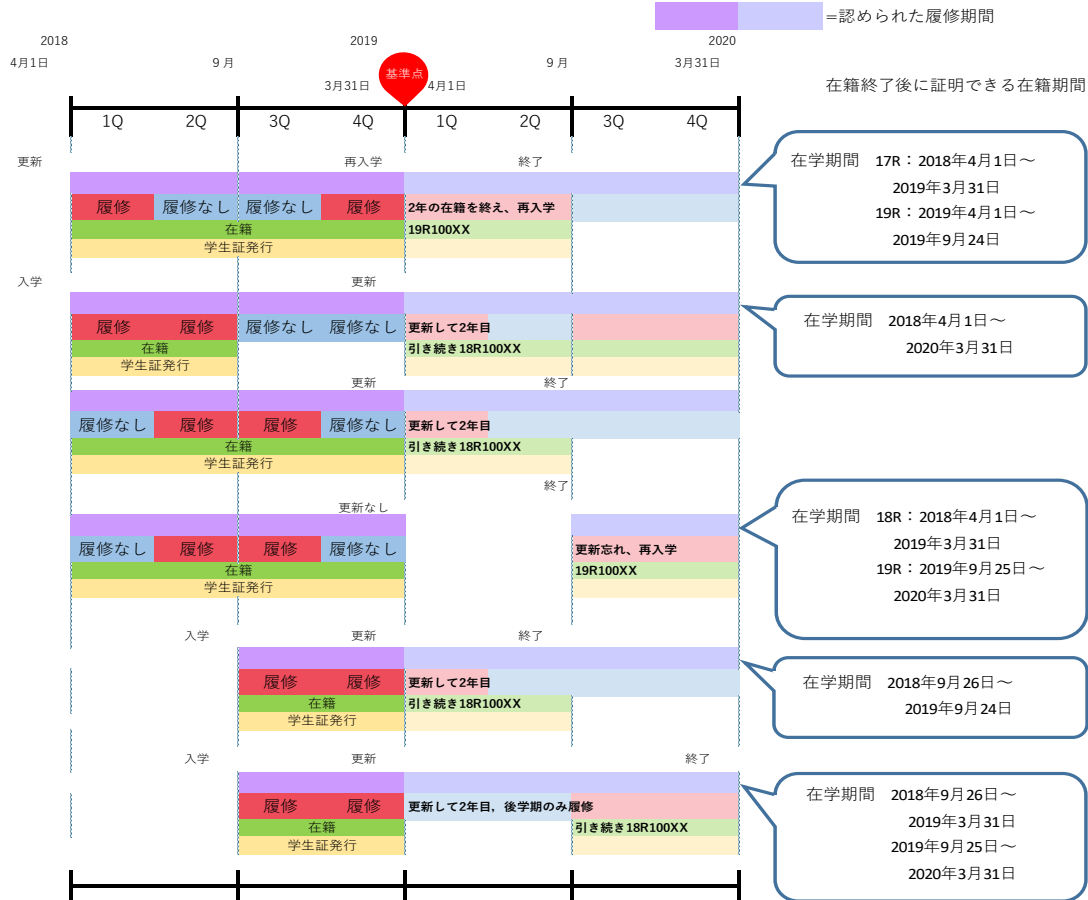 =認められた履修期間
2018
2019
2020
4月1日
9月
基準点
3月31日
4月1日
9月
3月31日
在籍終了後に証明できる在籍期間
1Q 2Q 3Q 4Q 1Q 2Q 3Q 4Q
更新 再入学 終了
履修 履修なし 履修なし 履修 2年の在籍を終え、再入学
在籍 19R100XX
学生証発行
在学期間 17R：2018年4月1日～
2019年3月31日
19R：2019年4月1日～
2019年9月24日
入学 更新
履修 履修 履修なし 履修なし 更新して2年目
在籍 引き続き18R100XX
学生証発行
在学期間 2018年4月1日～
2020年3月31日
更新 終了
履修なし 履修 履修 履修なし 更新して2年目
在籍 引き続き18R100XX
学生証発行
終了
更新なし
履修なし 履修 履修 履修なし 更新忘れ、再入学
在籍 19R100XX
学生証発行
在学期間 18R：2018年4月1日～
2019年3月31日
19R：2019年9月25日～
2020年3月31日
入学 更新 終了
履修 履修 更新して2年目
在籍 引き続き18R100XX
学生証発行
在学期間 2018年9月26日～
2019年9月24日
入学 更新 終了
履修 履修 更新して2年目，後学期のみ履修
在籍 引き続き18R100XX
学生証発行
在学期間 2018年9月26日～
2019年3月31日
2019年9月25日～
2020年3月31日